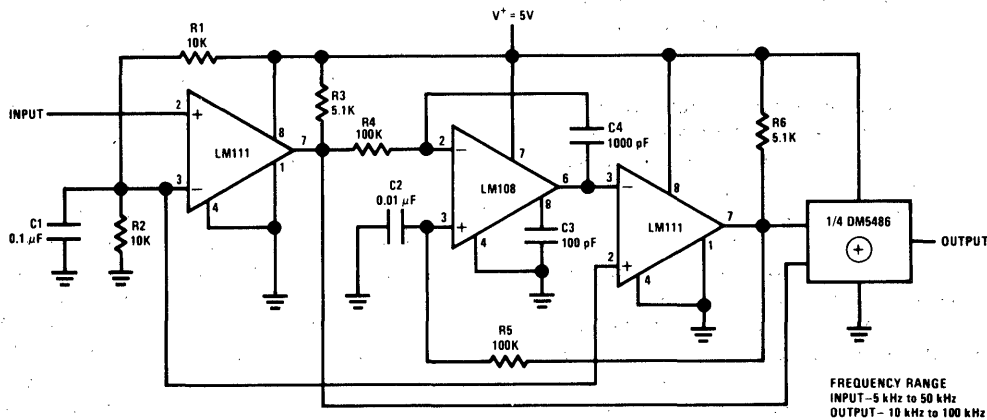 V+ = 5V
R1
10K
R3
5.1K
R4
100K
INPUT
2
+
8
7
LM111
1
3
−
4
C1
0.1 µF
R2
10K
C2
0.01 µF
2
−
7
LM108
6
8
3
+
4
C4
1000 pF
C3
100 pF
3
−
8
LM111
7
1
2
+
4
R6
5.1K
R5
100K
1/4 DM5486
+
OUTPUT
FREQUENCY RANGE
INPUT–5 kHz to 50 kHz
OUTPUT– 10 kHz to 100 kHz